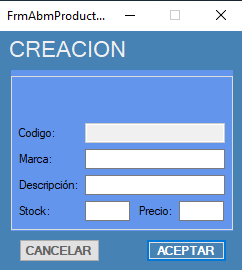 FrmAbmProduct...
CREACION
Codigo:
Marca:
Descripción:
Stock: Precio:
CANCELAR ACEPTAR